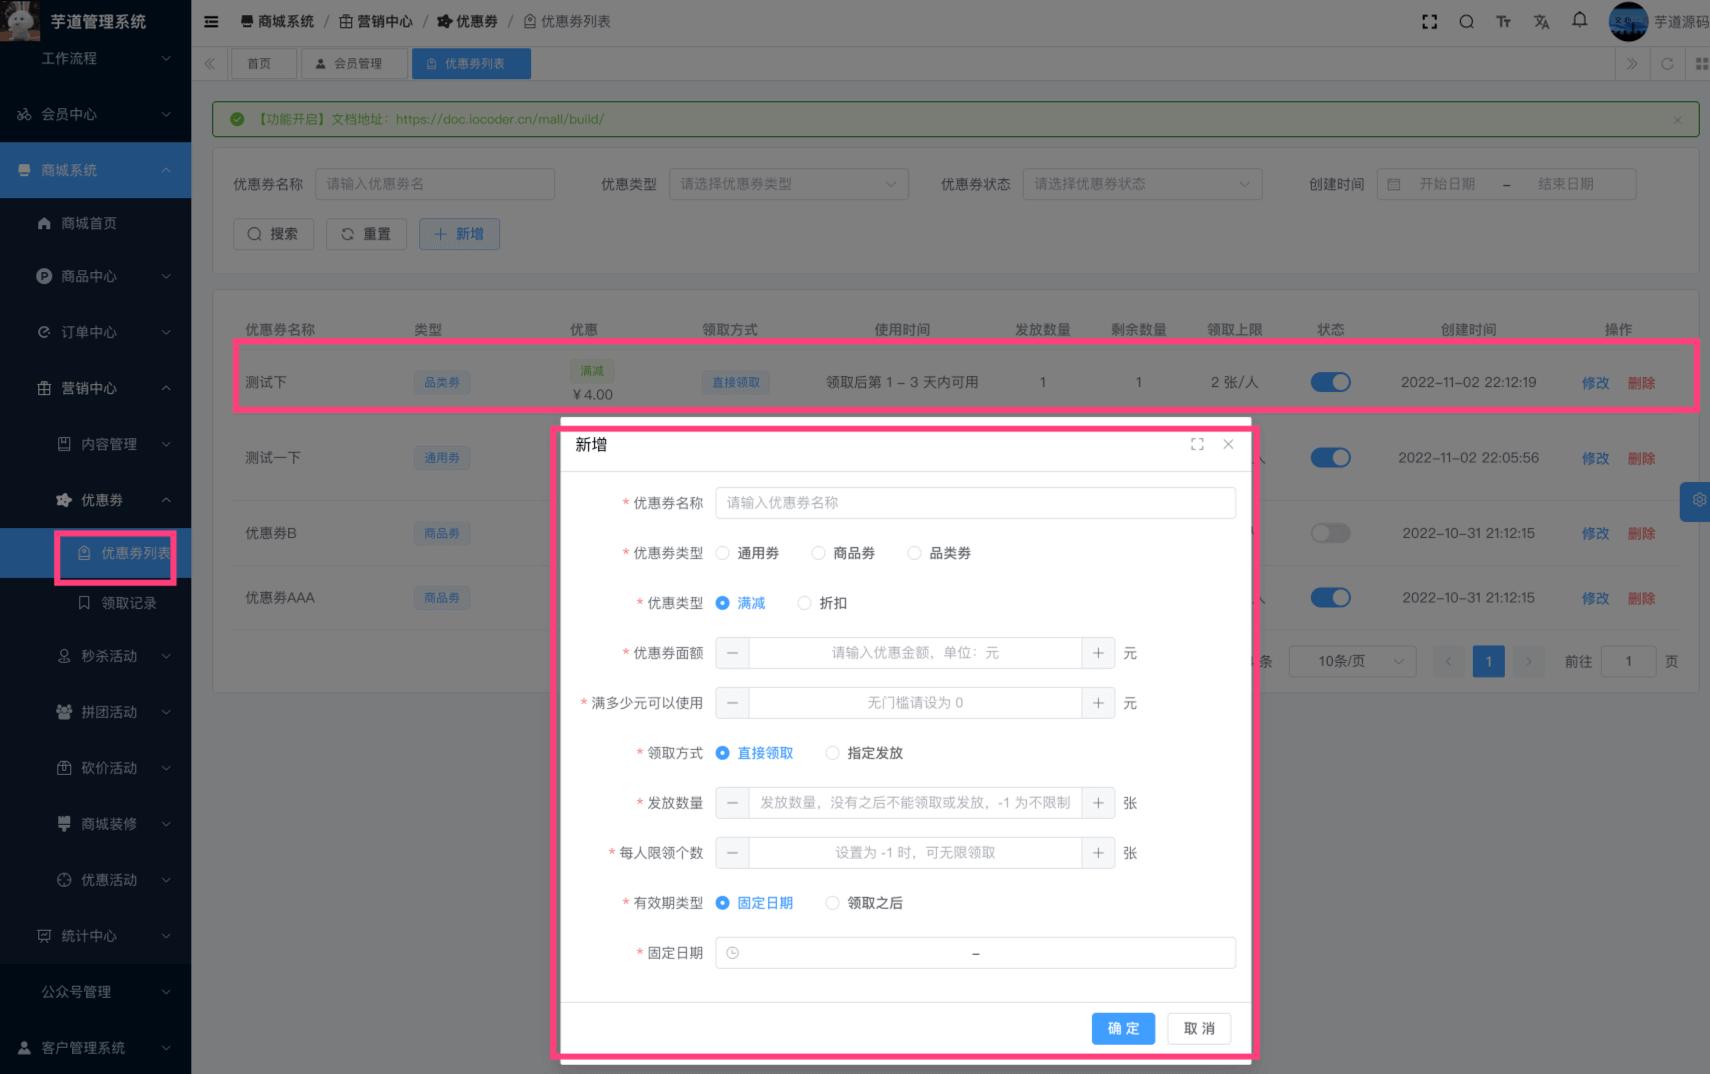 芋道管理系统
商城系统 / 营销中心 / 优惠券 / 优惠券列表
芋道源码
首页 会员管理 优惠券列表
工作流程
会员中心
商城系统
商城首页
商品中心
订单中心
营销中心
内容管理
优惠券
优惠券列表
领取记录
秒杀活动
拼团活动
砍价活动
商城装修
优惠活动
统计中心
公众号管理
客户管理系统
【功能开启】文档地址：https://doc.iocoder.cn/mall/build/
优惠券名称 请输入优惠券名 优惠类型 请选择优惠券类型 优惠券状态 请选择优惠券状态 创建时间 开始日期 – 结束日期
搜索 重置 新增
优惠券名称 类型 优惠 领取方式 使用时间 发放数量 剩余数量 领取上限 状态 创建时间 操作
测试下 品类券 满减 ¥4.00 直接领取 领取后第 1 – 3 天内可用 1 1 2 张/人 2022-11-02 22:12:19 修改 删除
测试一下 通用券 2022-11-02 22:05:56 修改 删除
优惠券B 商品券 2022-10-31 21:12:15 修改 删除
优惠券AAA 商品券 2022-10-31 21:12:15 修改 删除
条 10条/页 1 前往 1 页
新增
* 优惠券名称 请输入优惠券名称
* 优惠券类型 通用券 商品券 品类券
* 优惠类型 满减 折扣
* 优惠券面额 请输入优惠金额，单位：元 元
* 满多少元可以使用 无门槛请设为 0 元
* 领取方式 直接领取 指定发放
* 发放数量 发放数量，没有之后不能领取或发放，-1 为不限制 张
* 每人限领个数 设置为 -1 时，可无限领取 张
* 有效期类型 固定日期 领取之后
* 固定日期 –
确 定 取 消